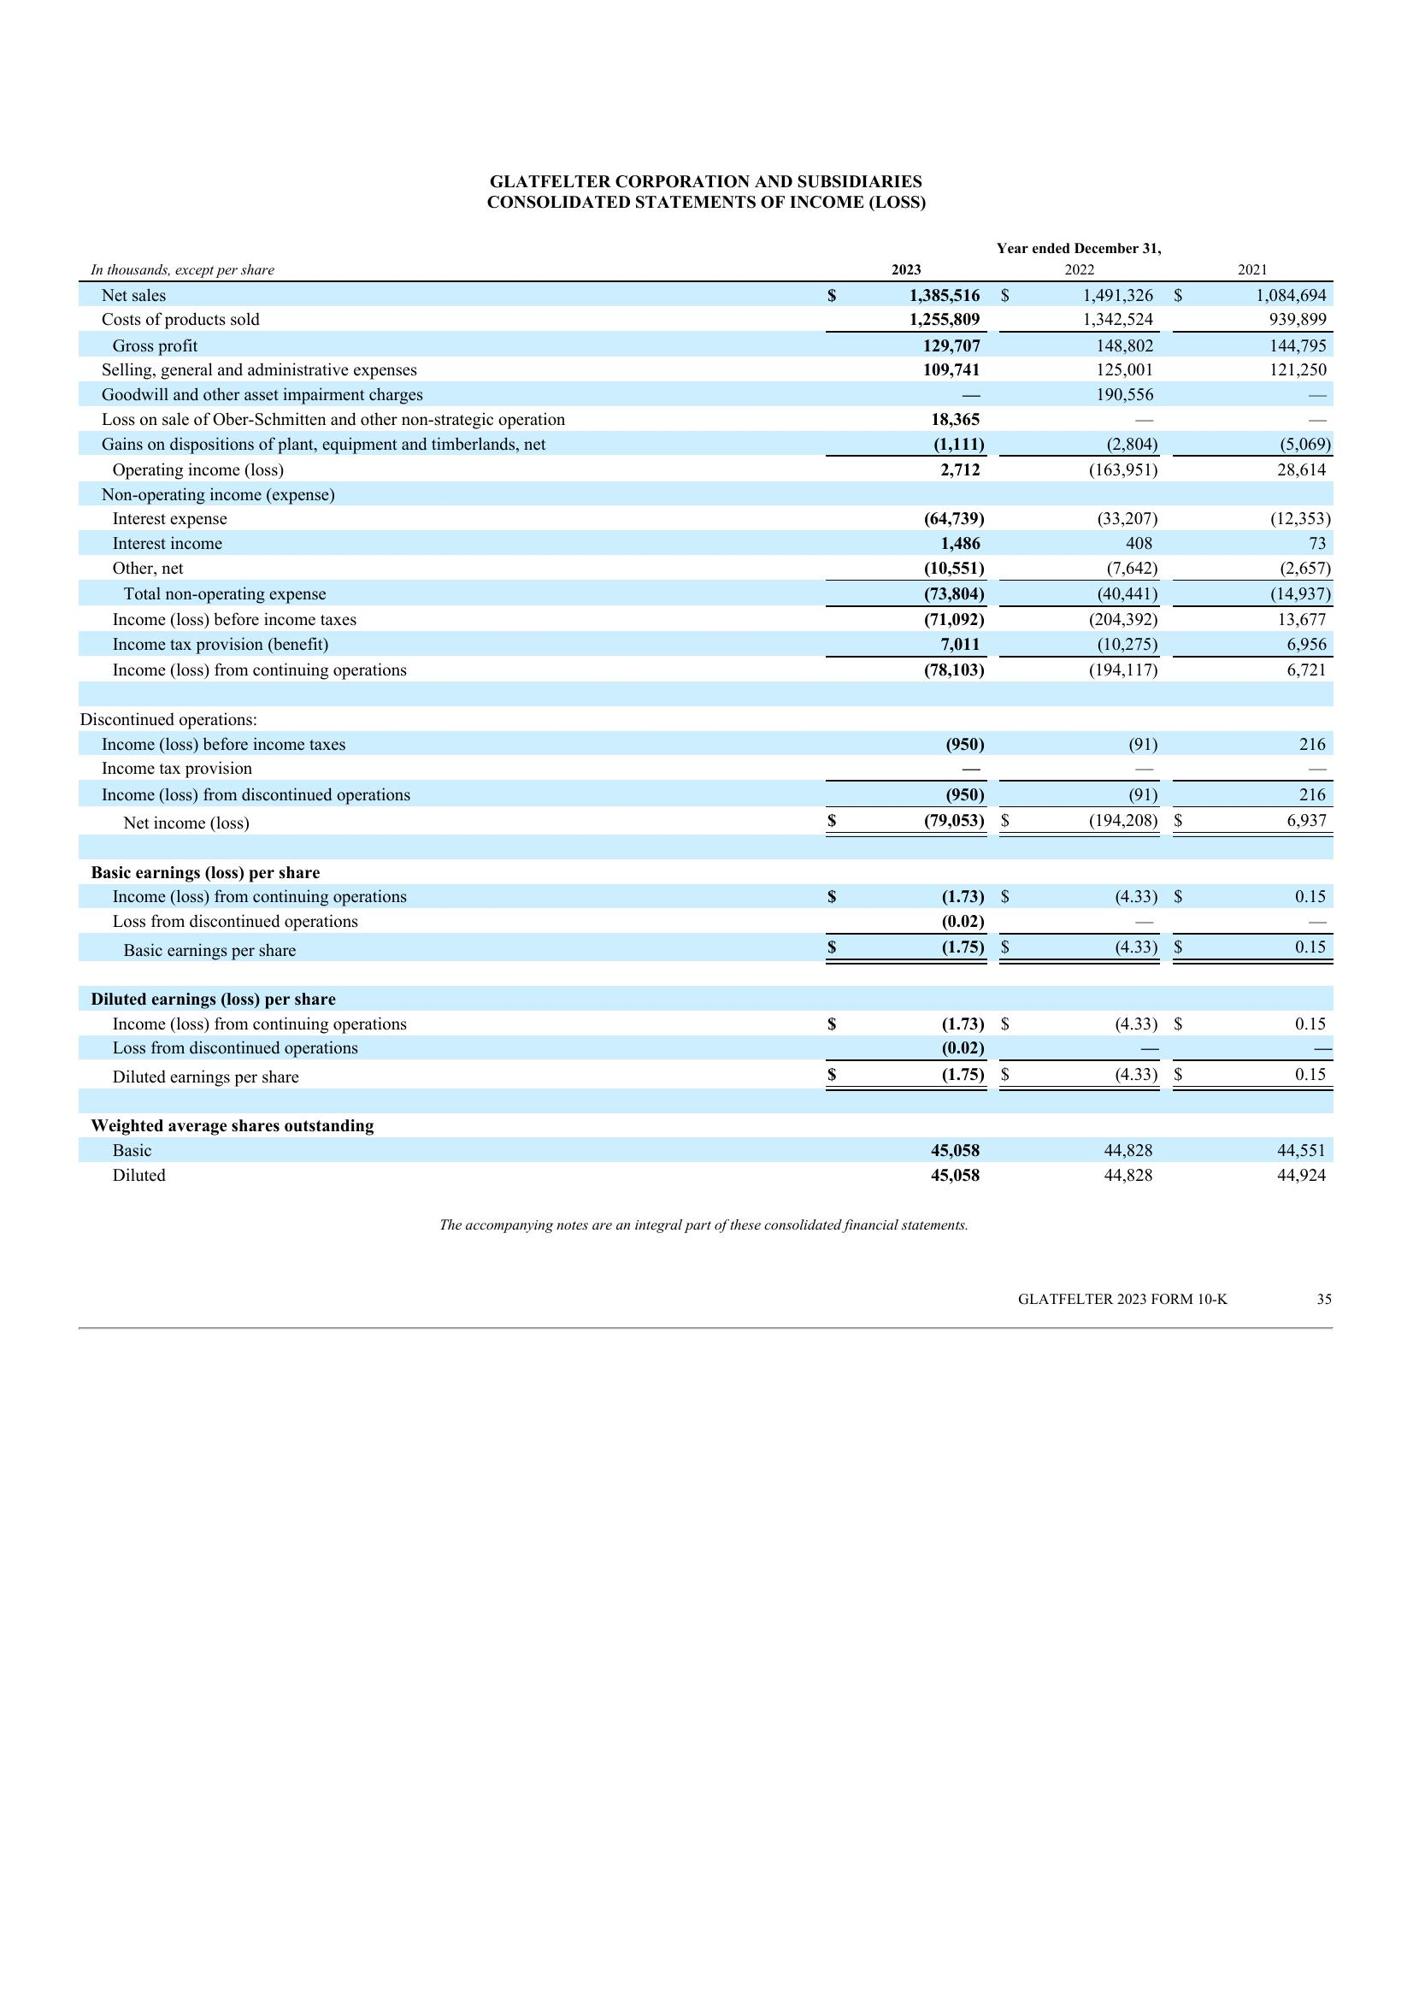 GLATFELTER CORPORATION AND SUBSIDIARIES
CONSOLIDATED STATEMENTS OF INCOME (LOSS)
Year ended December 31,
In thousands, except per share 2023 2022 2021
Net sales $ 1,385,516 $ 1,491,326 $ 1,084,694
Costs of products sold 1,255,809 1,342,524 939,899
Gross profit 129,707 148,802 144,795
Selling, general and administrative expenses 109,741 125,001 121,250
Goodwill and other asset impairment charges — 190,556 —
Loss on sale of Ober-Schmitten and other non-strategic operation 18,365 — —
Gains on dispositions of plant, equipment and timberlands, net (1,111) (2,804) (5,069)
Operating income (loss) 2,712 (163,951) 28,614
Non-operating income (expense)
Interest expense (64,739) (33,207) (12,353)
Interest income 1,486 408 73
Other, net (10,551) (7,642) (2,657)
Total non-operating expense (73,804) (40,441) (14,937)
Income (loss) before income taxes (71,092) (204,392) 13,677
Income tax provision (benefit) 7,011 (10,275) 6,956
Income (loss) from continuing operations (78,103) (194,117) 6,721
Discontinued operations:
Income (loss) before income taxes (950) (91) 216
Income tax provision — — —
Income (loss) from discontinued operations (950) (91) 216
Net income (loss) $ (79,053) $ (194,208) $ 6,937
Basic earnings (loss) per share
Income (loss) from continuing operations $ (1.73) $ (4.33) $ 0.15
Loss from discontinued operations (0.02) — —
Basic earnings per share $ (1.75) $ (4.33) $ 0.15
Diluted earnings (loss) per share
Income (loss) from continuing operations $ (1.73) $ (4.33) $ 0.15
Loss from discontinued operations (0.02) — —
Diluted earnings per share $ (1.75) $ (4.33) $ 0.15
Weighted average shares outstanding
Basic 45,058 44,828 44,551
Diluted 45,058 44,828 44,924
The accompanying notes are an integral part of these consolidated financial statements.
GLATFELTER 2023 FORM 10-K 35